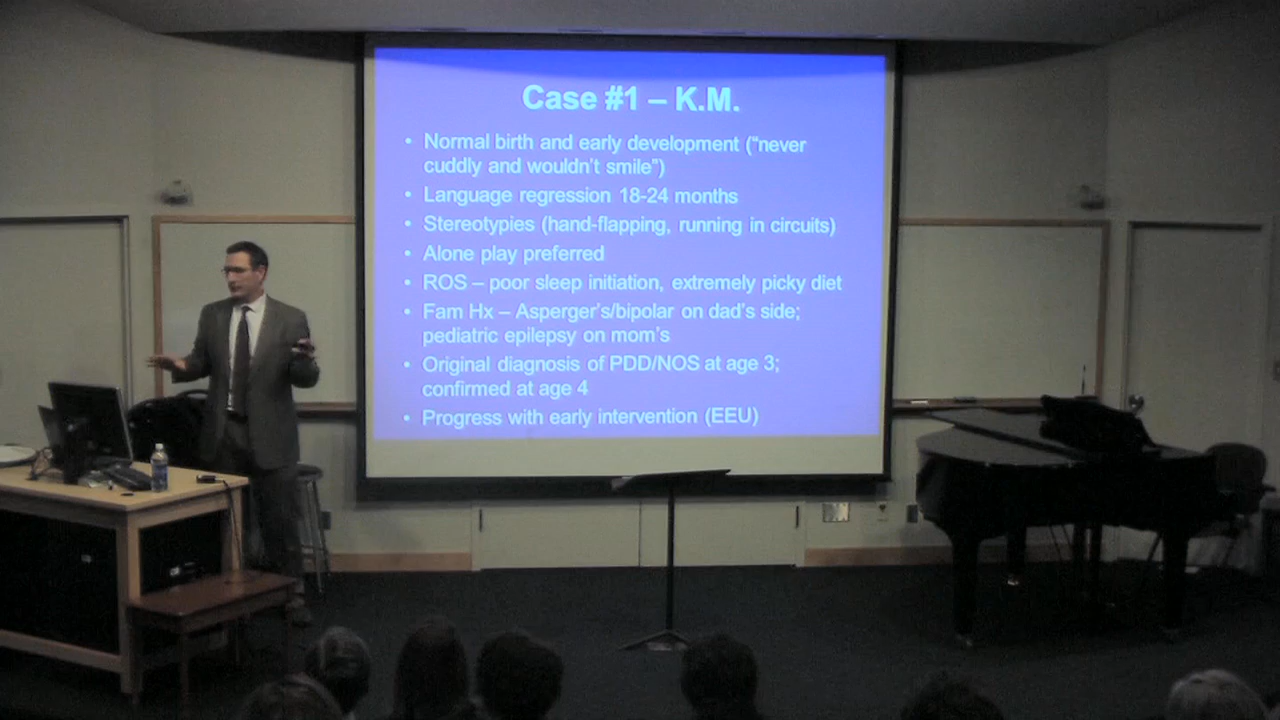 Case #1 – K.M.
• Normal birth and early development ("never
cuddly and wouldn't smile")
• Language regression 18-24 months
• Stereotypies (hand-flapping, running in circuits)
• Alone play preferred
• ROS – poor sleep initiation, extremely picky diet
• Fam Hx – Asperger's/bipolar on dad's side;
pediatric epilepsy on mom's
• Original diagnosis of PDD/NOS at age 3;
confirmed at age 4
• Progress with early intervention (EEU)